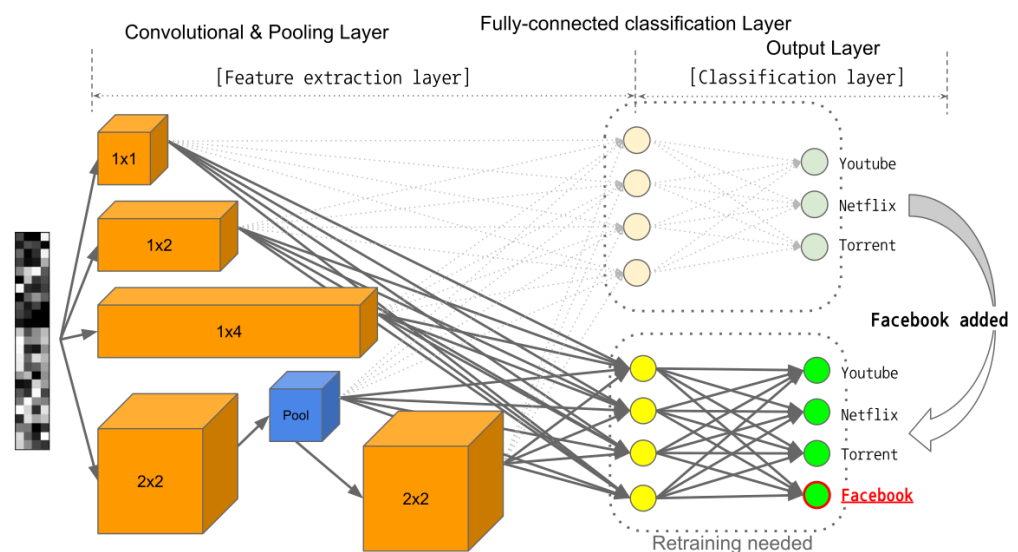 Convolutional & Pooling Layer
Fully-connected classification Layer
Output Layer
[Feature extraction layer]
[Classification layer]
1x1
1x2
1x4
2x2
Pool
2x2
Youtube
Netflix
Torrent
Facebook added
Youtube
Netflix
Torrent
Facebook
Retraining needed